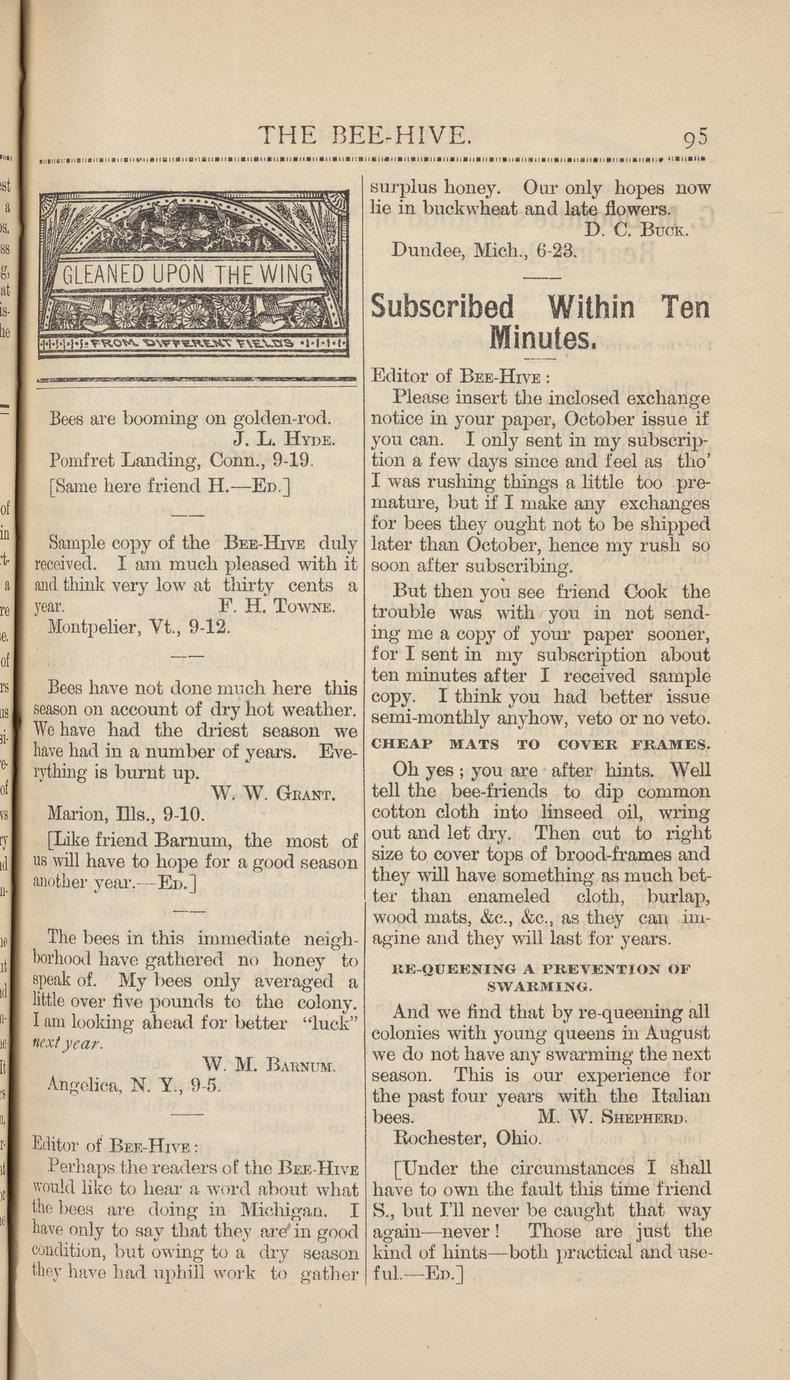 THE BEE-HIVE.
95
GLEANED UPON THE WING
FROM DIFFERENT FIELDS
Bees are booming on golden-rod.
J. L. HYDE.
Pomfret Landing, Conn., 9-19.
[Same here friend H.—ED.]
Sample copy of the BEE-HIVE duly
received. I am much pleased with it
and think very low at thirty cents a
year. F. H. TOWNE.
Montpelier, Vt., 9-12.
Bees have not done much here this
season on account of dry hot weather.
We have had the driest season we
have had in a number of years. Eve-
rything is burnt up.
W. W. GRANT.
Marion, Ills., 9-10.
[Like friend Barnum, the most of
us will have to hope for a good season
another year.—ED.]
The bees in this immediate neigh-
borhood have gathered no honey to
speak of. My bees only averaged a
little over five pounds to the colony.
I am looking ahead for better “luck”
next year.
W. M. BARNUM.
Angelica, N. Y., 9-5.
Editor of BEE-HIVE:
Perhaps the readers of the BEE-HIVE
would like to hear a word about what
the bees are doing in Michigan. I
have only to say that they are in good
condition, but owing to a dry season
they have had uphill work to gather
surplus honey. Our only hopes now
lie in buckwheat and late flowers.
D. C. BUCK.
Dundee, Mich., 6-23.
Subscribed Within Ten
Minutes.
Editor of BEE-HIVE:
Please insert the inclosed exchange
notice in your paper, October issue if
you can. I only sent in my subscrip-
tion a few days since and feel as tho’
I was rushing things a little too pre-
mature, but if I make any exchanges
for bees they ought not to be shipped
later than October, hence my rush so
soon after subscribing.
But then you see friend Cook the
trouble was with you in not send-
ing me a copy of your paper sooner,
for I sent in my subscription about
ten minutes after I received sample
copy. I think you had better issue
semi-monthly anyhow, veto or no veto.
CHEAP MATS TO COVER FRAMES.
Oh yes; you are after hints. Well
tell the bee-friends to dip common
cotton cloth into linseed oil, wring
out and let dry. Then cut to right
size to cover tops of brood-frames and
they will have something as much bet-
ter than enameled cloth, burlap,
wood mats, &c., &c., as they can im-
agine and they will last for years.
RE-QUEENING A PREVENTION OF
SWARMING.
And we find that by re-queening all
colonies with young queens in August
we do not have any swarming the next
season. This is our experience for
the past four years with the Italian
bees. M. W. SHEPHERD.
Rochester, Ohio.
[Under the circumstances I shall
have to own the fault this time friend
S., but I’ll never be caught that way
again—never! Those are just the
kind of hints—both practical and use-
ful.—ED.]